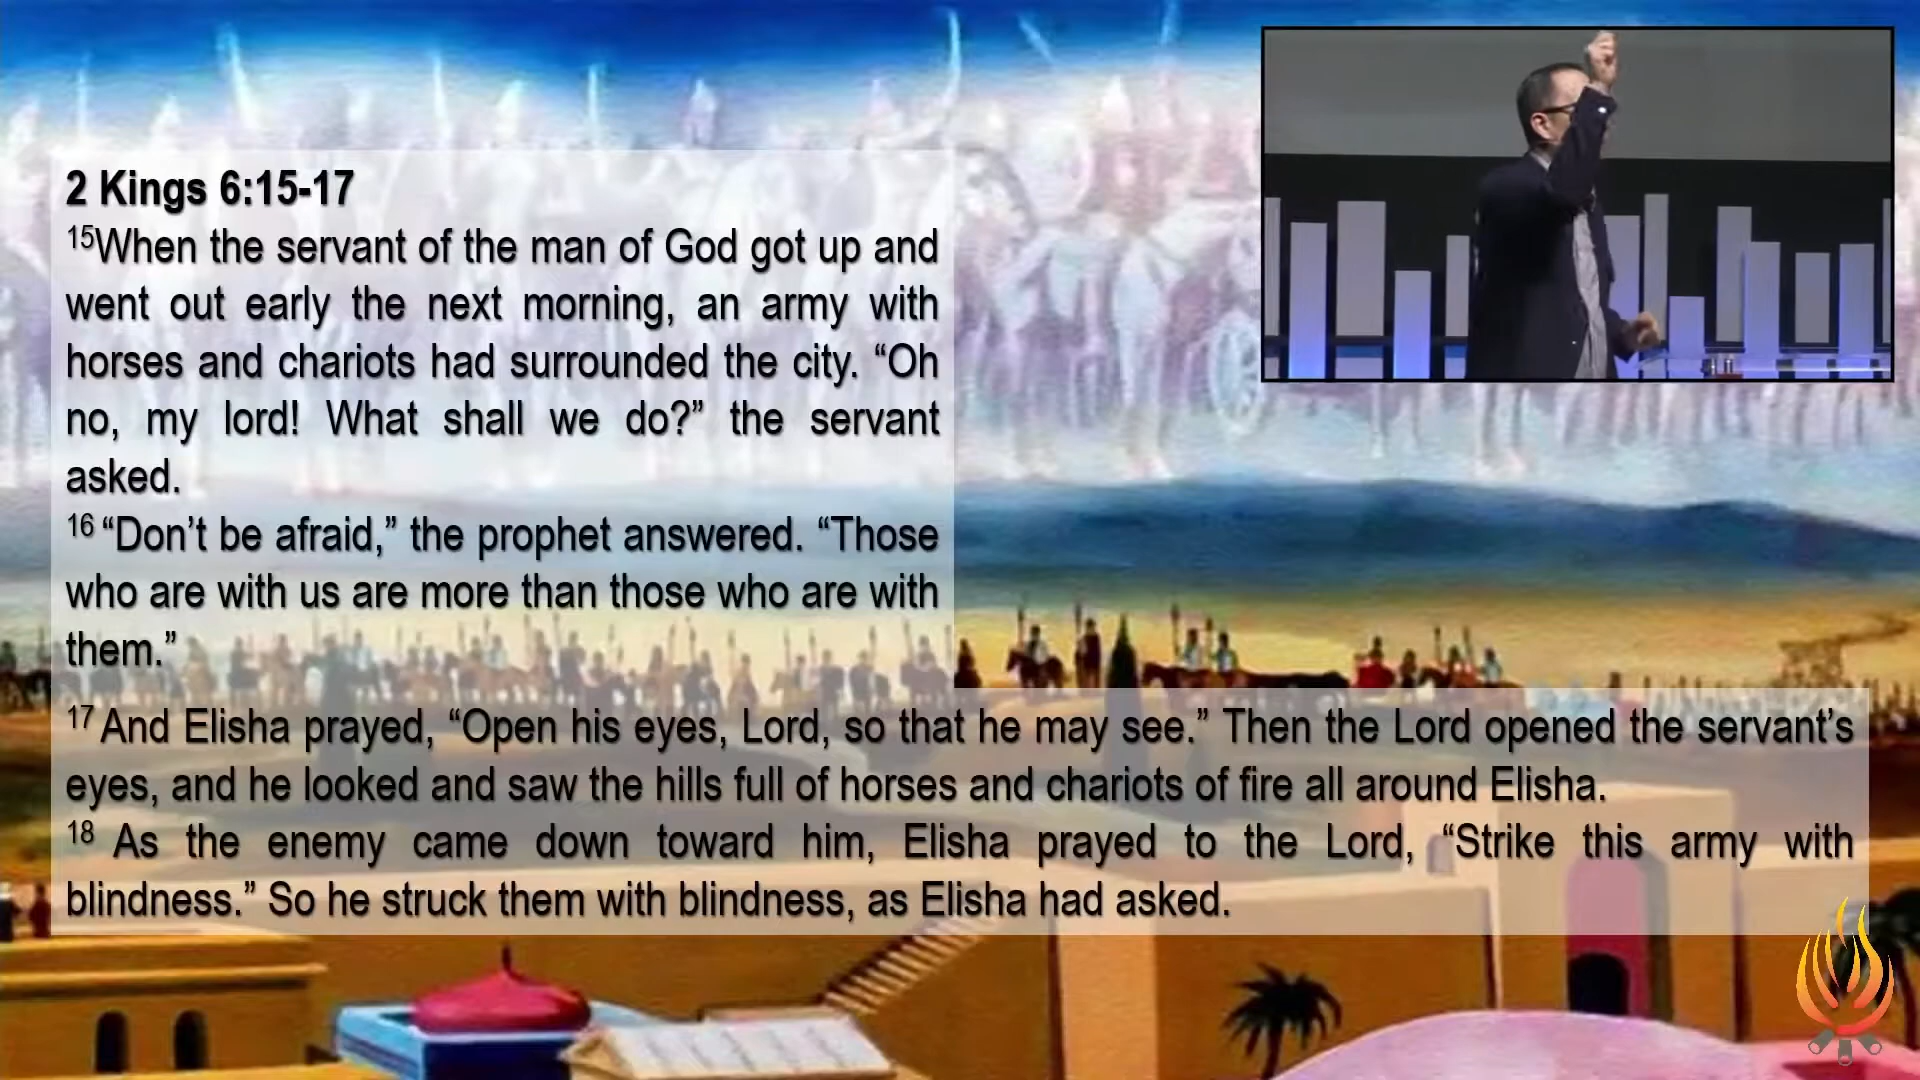 2 Kings 6:15-17
15When the servant of the man of God got up and
went out early the next morning, an army with
horses and chariots had surrounded the city. “Oh
no, my lord! What shall we do?” the servant
asked.
16 “Don’t be afraid,” the prophet answered. “Those
who are with us are more than those who are with
them.”
17 And Elisha prayed, “Open his eyes, Lord, so that he may see.” Then the Lord opened the servant’s
eyes, and he looked and saw the hills full of horses and chariots of fire all around Elisha.
18 As the enemy came down toward him, Elisha prayed to the Lord, “Strike this army with
blindness.” So he struck them with blindness, as Elisha had asked.